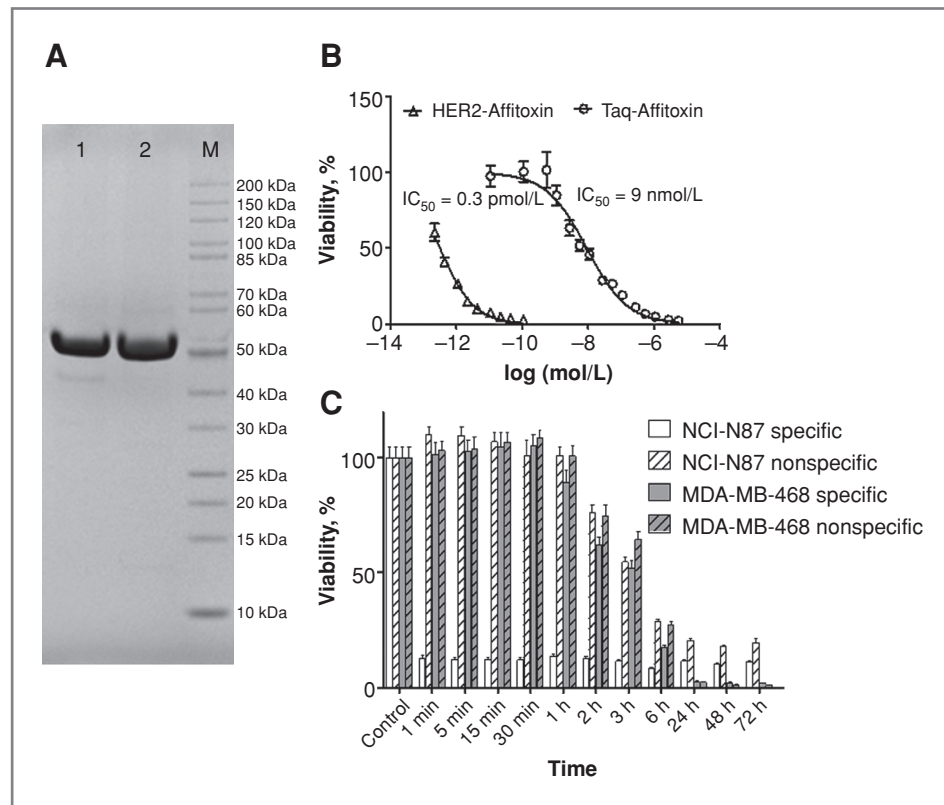 A
1 2 M
200 kDa
150 kDa
120 kDa
100 kDa
85 kDa
70 kDa
60 kDa
50 kDa
40 kDa
30 kDa
25 kDa
20 kDa
15 kDa
10 kDa
B
150
100
50
0
Viability, %
HER2-Affitoxin Taq-Affitoxin
IC50 = 0.3 pmol/L IC50 = 9 nmol/L
−14 −12 −10 −8 −6 −4
log (mol/L)
C
100
50
0
Viability, %
NCI-N87 specific
NCI-N87 nonspecific
MDA-MB-468 specific
MDA-MB-468 nonspecific
Control 1 min 5 min 15 min 30 min 1 h 2 h 3 h 6 h 24 h 48 h 72 h
Time